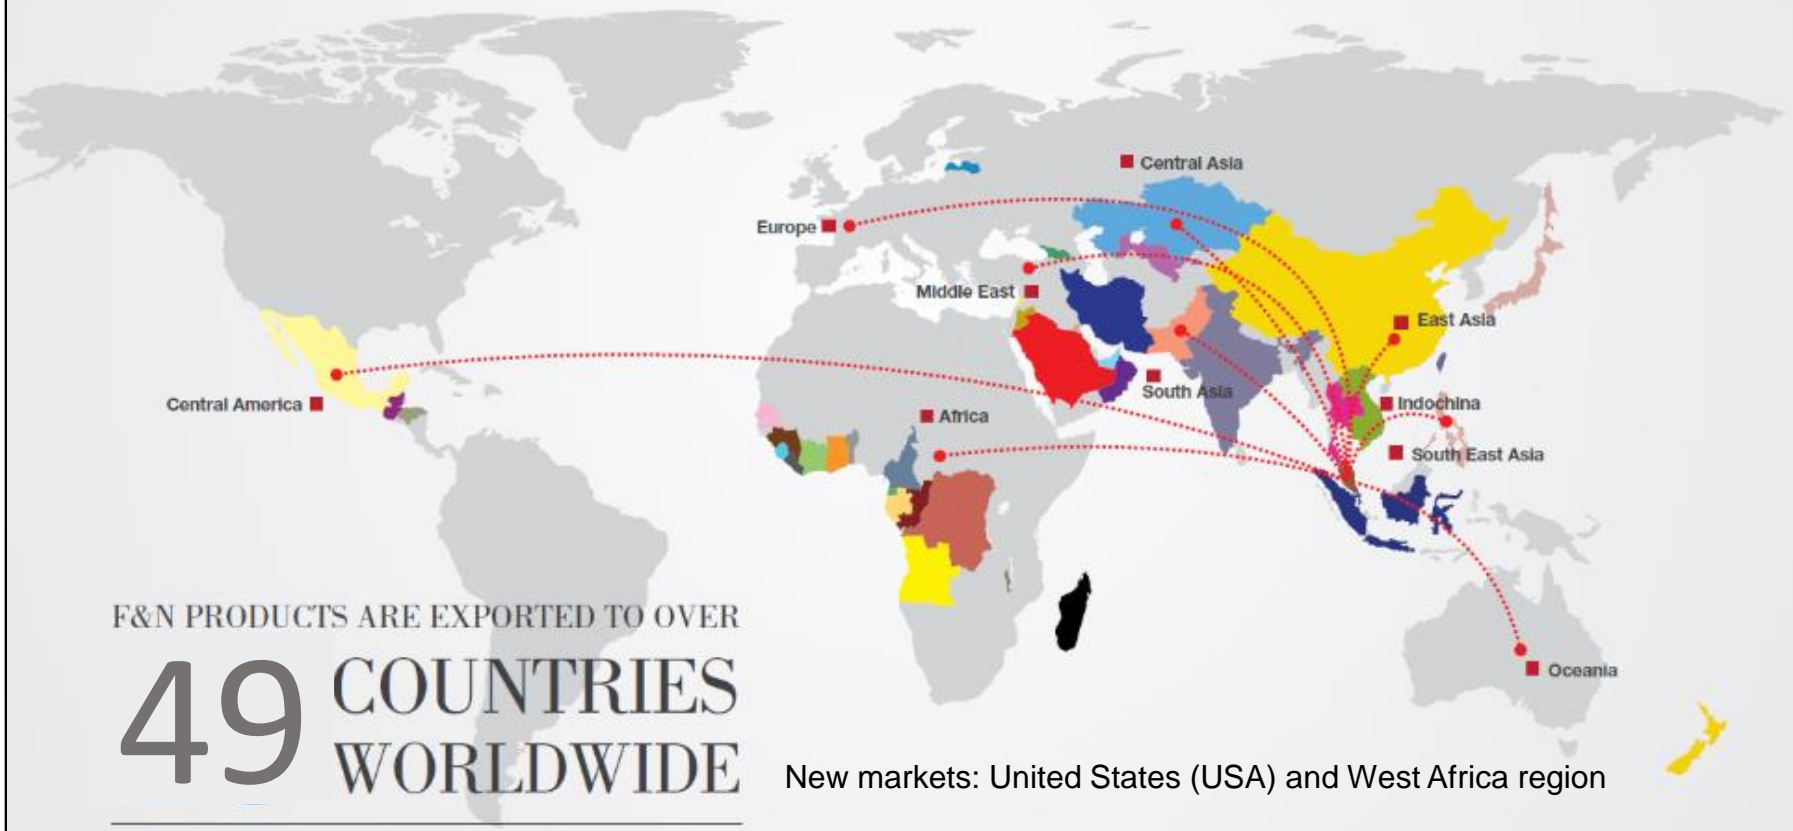 Central Asia
Europe
Middle East
East Asia
South Asia
Central America
Indochina
Africa
South East Asia
F&N PRODUCTS ARE EXPORTED TO OVER
49 COUNTRIES
WORLDWIDE
Oceania
New markets: United States (USA) and West Africa region